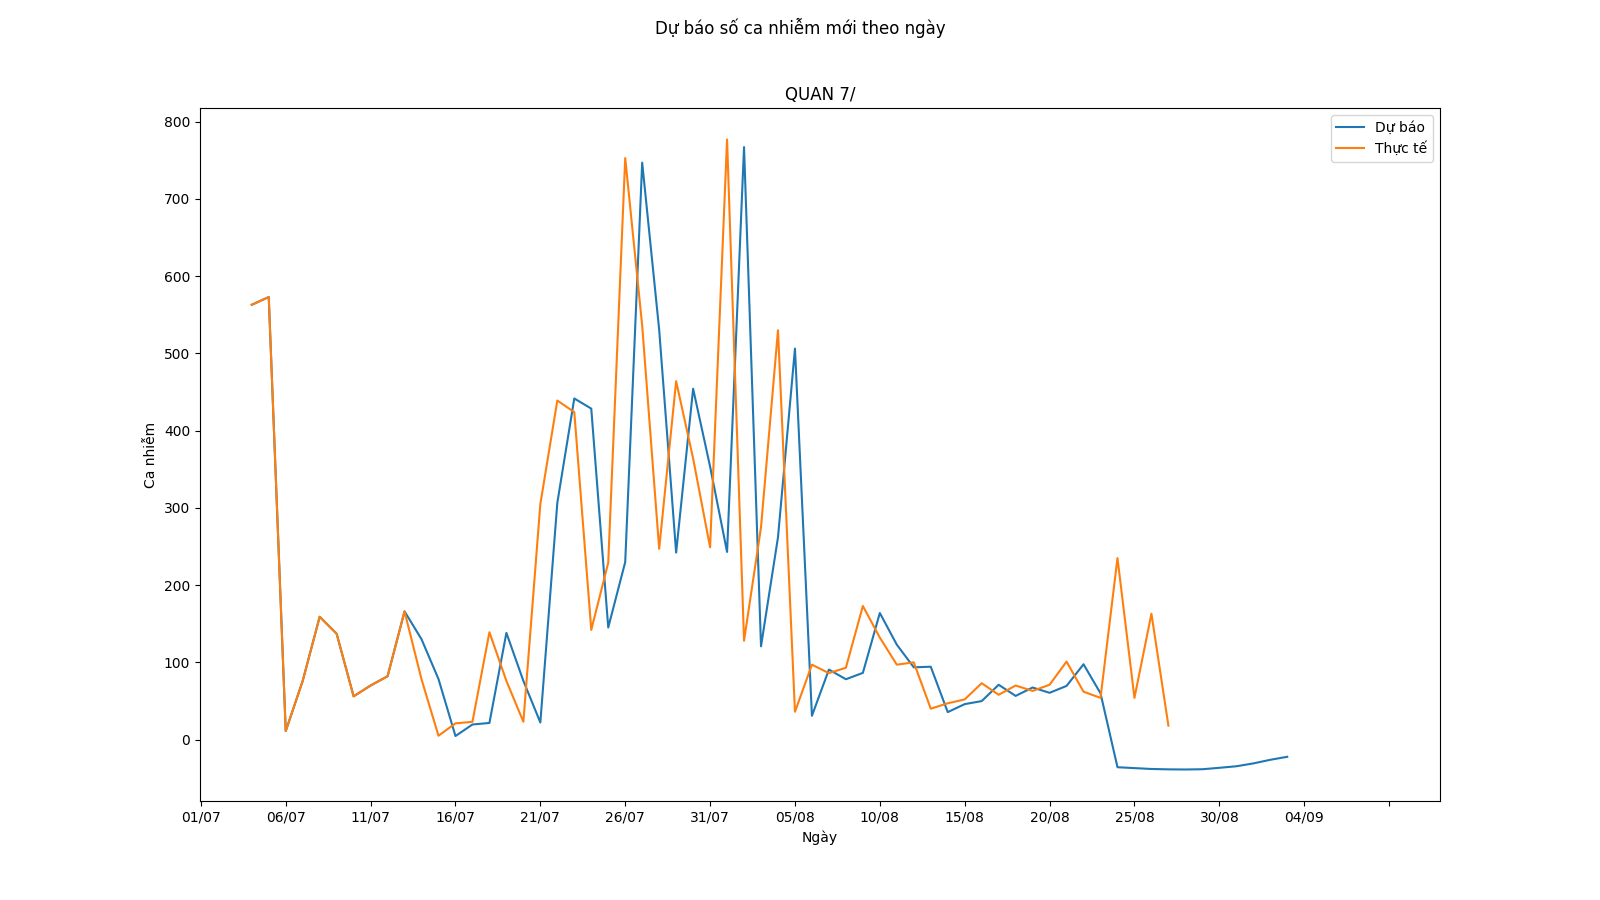 Dự báo số ca nhiễm mới theo ngày
QUAN 7/
Dự báo
Thực tế
800
700
600
500
400
300
200
100
0
Ca nhiễm
01/07 06/07 11/07 16/07 21/07 26/07 31/07 05/08 10/08 15/08 20/08 25/08 30/08 04/09
Ngày